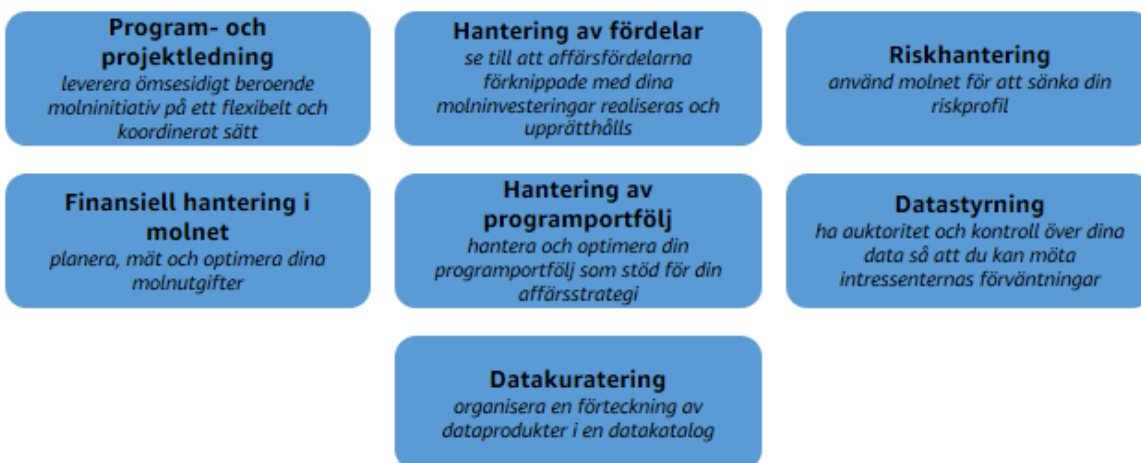 Program- och
projektledning
leverera ömsesidigt beroende
molninitiativ på ett flexibelt och
koordinerat sätt
Hantering av fördelar
se till att affärsfördelarna
förknippade med dina
molninvesteringar realiseras och
upprätthålls
Riskhantering
använd molnet för att sänka din
riskprofil
Finansiell hantering i
molnet
planera, mät och optimera dina
molnutgifter
Hantering av
programportfölj
hantera och optimera din
programportfölj som stöd för din
affärsstrategi
Datastyrning
ha auktoritet och kontroll över dina
data så att du kan möta
intressenternas förväntningar
Datakuratering
organisera en förteckning av
dataprodukter i en datakatalog